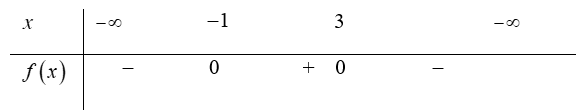 x −∞ −1 3 −∞
f(x) − 0 + 0 −